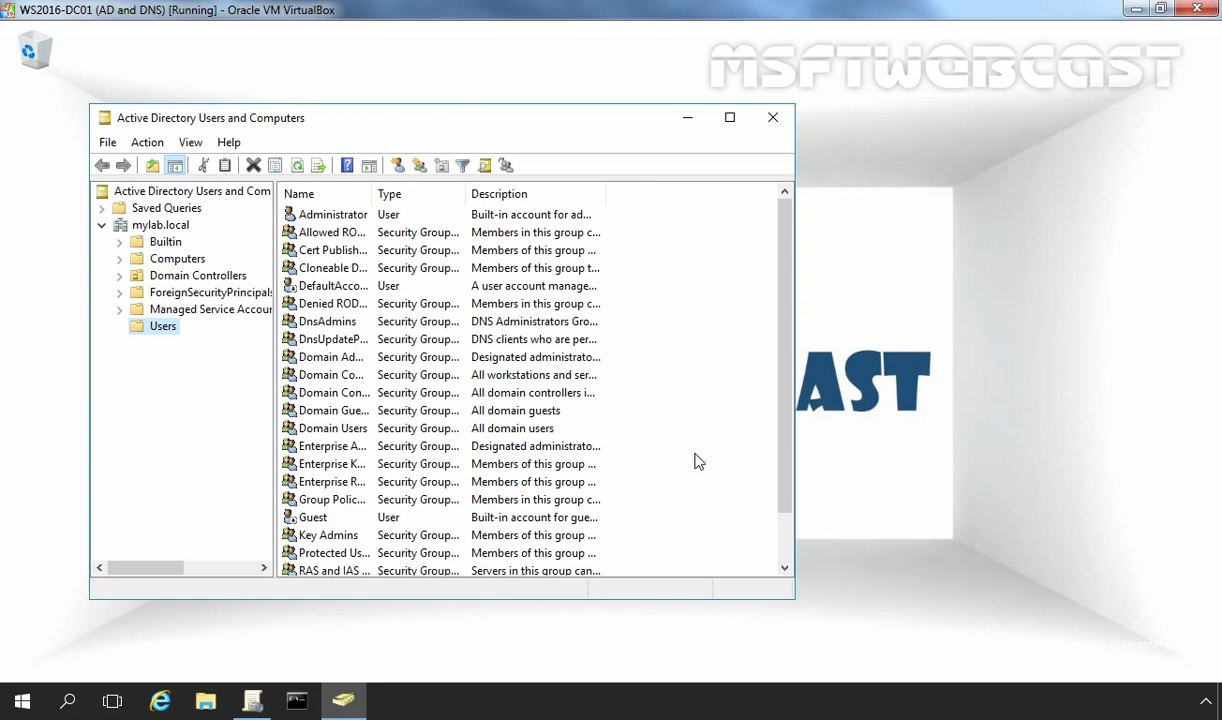 WS2016-DC01 (AD and DNS) [Running] - Oracle VM VirtualBox
MSFTWEBCAST
Active Directory Users and Computers
File Action View Help
Active Directory Users and Com
Saved Queries
mylab.local
Builtin
Computers
Domain Controllers
ForeignSecurityPrincipals
Managed Service Accour
Users
Name Type Description
Administrator User Built-in account for ad...
Allowed RO... Security Group... Members in this group c...
Cert Publish... Security Group... Members of this group ...
Cloneable D... Security Group... Members of this group t...
DefaultAcco... User A user account manage...
Denied ROD... Security Group... Members in this group c...
DnsAdmins Security Group... DNS Administrators Gro...
DnsUpdateP... Security Group... DNS clients who are per...
Domain Ad... Security Group... Designated administrato...
Domain Co... Security Group... All workstations and ser...
Domain Con... Security Group... All domain controllers i...
Domain Gue... Security Group... All domain guests
Domain Users Security Group... All domain users
Enterprise A... Security Group... Designated administrato...
Enterprise K... Security Group... Members of this group ...
Enterprise R... Security Group... Members of this group ...
Group Polic... Security Group... Members in this group c...
Guest User Built-in account for gue...
Key Admins Security Group... Members of this group ...
Protected Us... Security Group... Members of this group ...
RAS and IAS ... Security Group... Servers in this group can...
AST